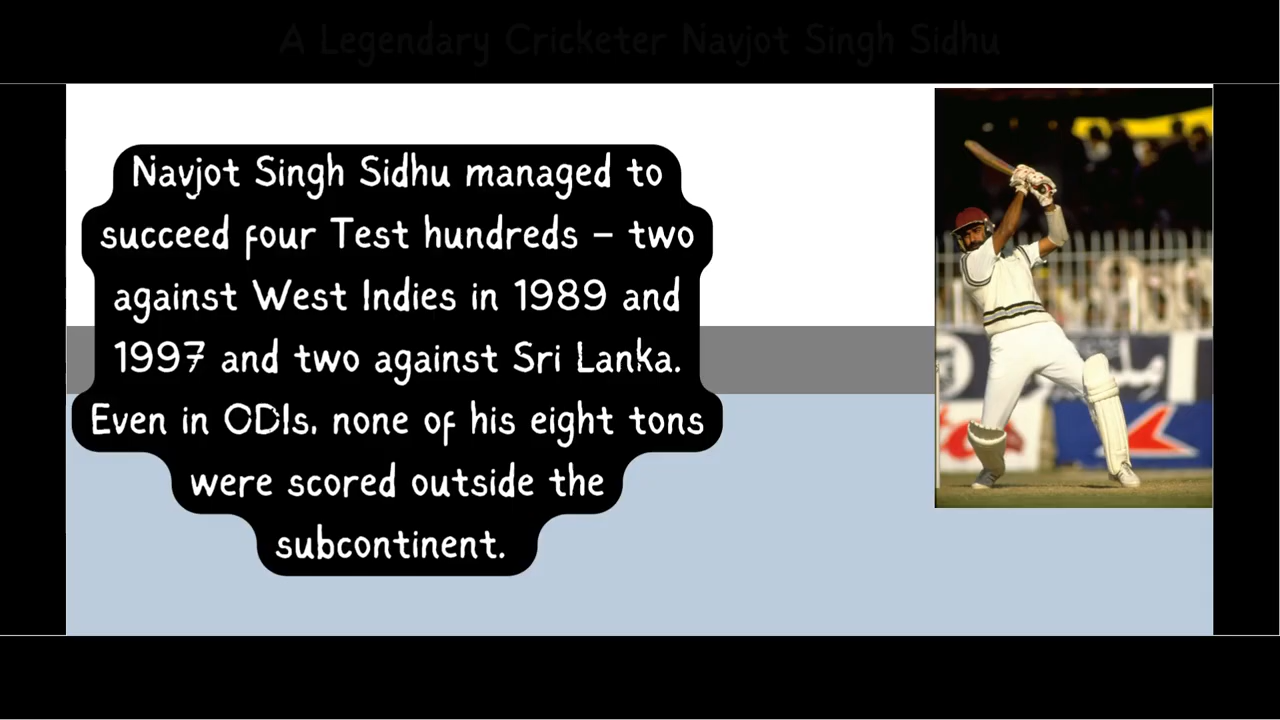 A Legendary Cricketer Navjot Singh Sidhu
Navjot Singh Sidhu managed to
succeed four Test hundreds – two
against West Indies in 1989 and
1997 and two against Sri Lanka.
Even in ODIs, none of his eight tons
were scored outside the
subcontinent.